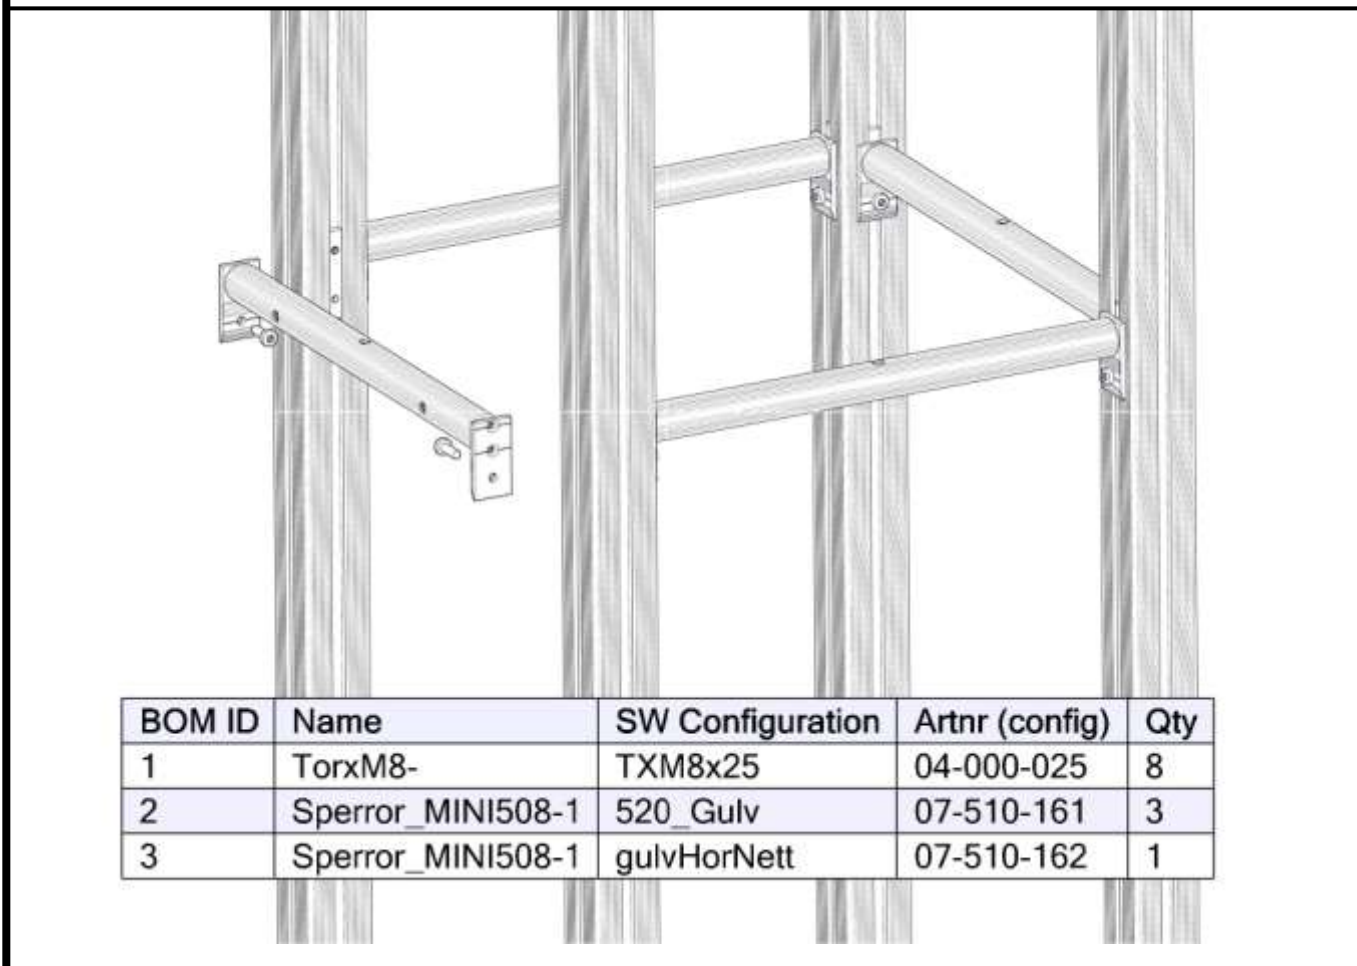 BOM ID Name SW Configuration Artnr (config) Qty
1 TorxM8- TXM8x25 04-000-025 8
2 Sperror_MINI508-1 520_Gulv 07-510-161 3
3 Sperror_MINI508-1 gulvHorNett 07-510-162 1